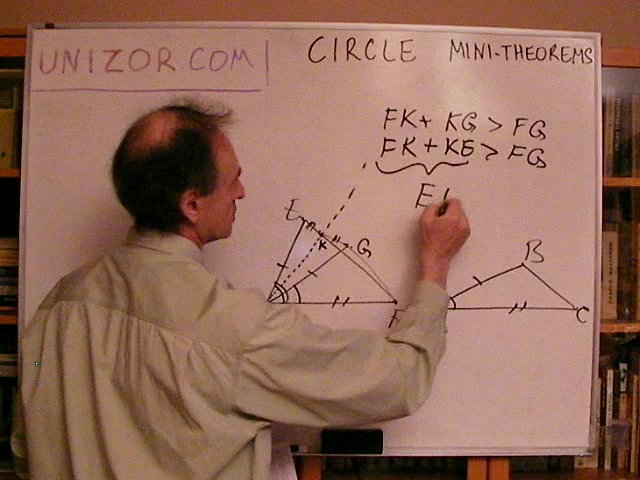 UNIZOR.COM
CIRCLE MINI-THEOREMS
FK + KG > FG
FK + KE > FG
E
E
K
G
F
B
C